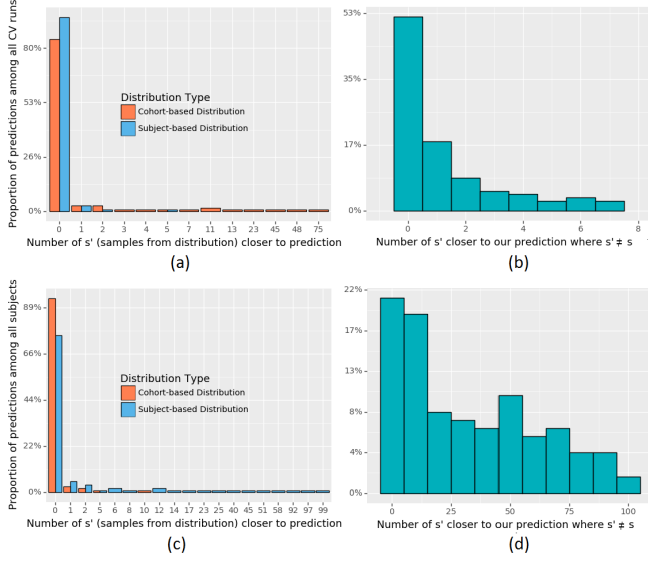 Proportion of predictions among all CV runs
80%
53%
26%
0%
Distribution Type
Cohort-based Distribution
Subject-based Distribution
0 1 2 3 4 5 7 11 13 23 45 48 75
Number of s' (samples from distribution) closer to prediction
(a)
53%
35%
17%
0%
0 2 4 6 8
Number of s' closer to our prediction where s' ≠ s
(b)
Proportion of predictions among all subjects
89%
66%
44%
22%
0%
Distribution Type
Cohort-based Distribution
Subject-based Distribution
0 1 2 5 6 8 10 12 14 17 23 25 40 45 51 58 92 97 99
Number of s' (samples from distribution) closer to prediction
(c)
22%
17%
13%
8%
4%
0%
0 25 50 75 100
Number of s' closer to our prediction where s' ≠ s
(d)